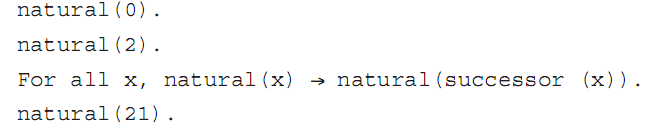 natural(0).
natural(2).
For all x, natural(x) → natural(successor (x)).
natural(21).